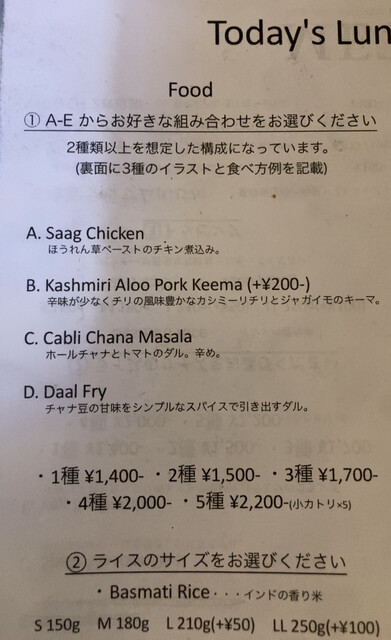 Today's Lun
Food
① A-E からお好きな組み合わせをお選びください
2種類以上を想定した構成になっています。
(裏面に3種のイラストと食べ方例を記載)
A. Saag Chicken
ほうれん草ペーストのチキン煮込み。
B. Kashmiri Aloo Pork Keema (+¥200-)
辛味が少なくチリの風味豊かなカシミーリチリとジャガイモのキーマ。
C. Cabli Chana Masala
ホールチャナとトマトのダル。辛め。
D. Daal Fry
チャナ豆の甘味をシンプルなスパイスで引き出すダル。
・1種 ¥1,400- ・2種 ¥1,500- ・3種 ¥1,700-
・4種 ¥2,000- ・5種 ¥2,200-(小カトリ×5)
② ライスのサイズをお選びください
・Basmati Rice・・・インドの香り米
S 150g M 180g L 210g(+¥50) LL 250g(+¥100)